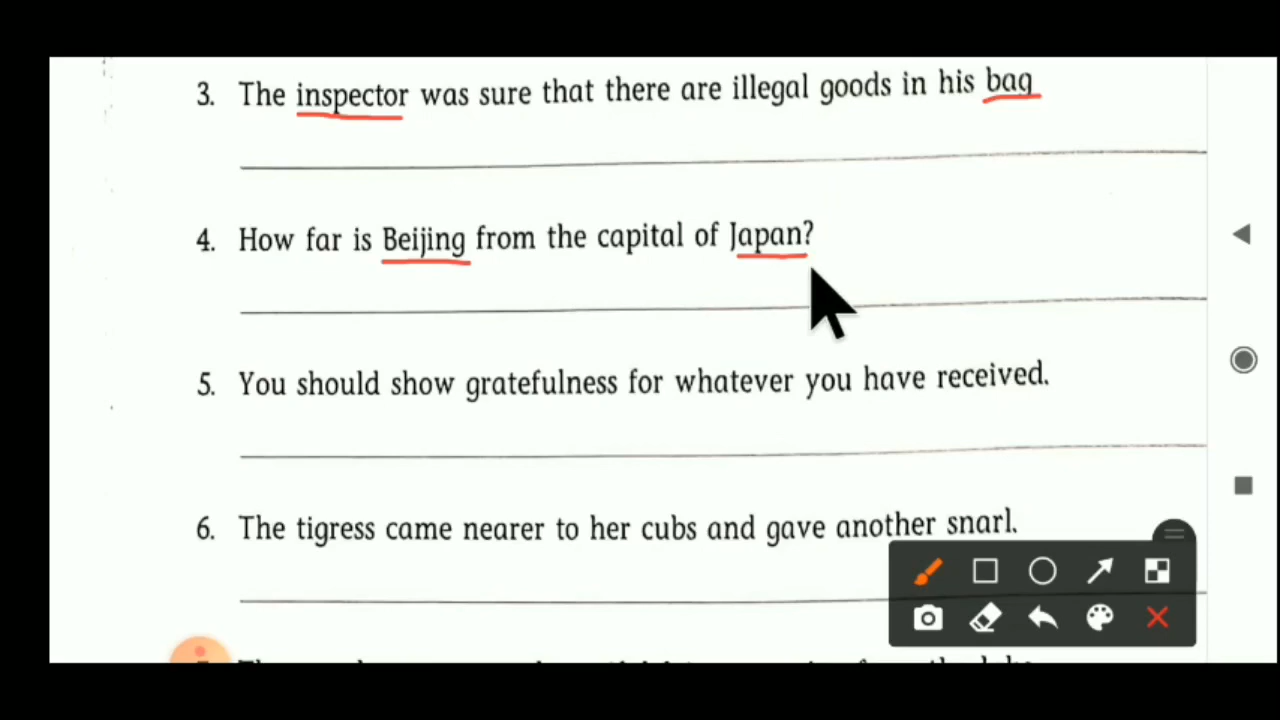 3. The inspector was sure that there are illegal goods in his bag
4. How far is Beijing from the capital of Japan?
5. You should show gratefulness for whatever you have received.
6. The tigress came nearer to her cubs and gave another snarl.